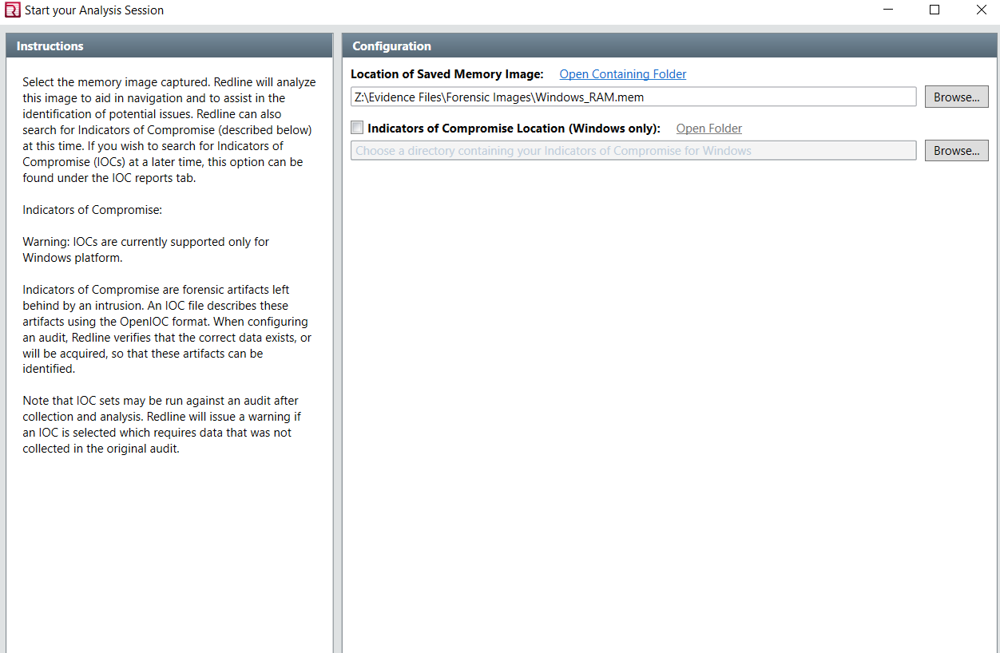 Start your Analysis Session
Instructions
Select the memory image captured. Redline will analyze
this image to aid in navigation and to assist in the
identification of potential issues. Redline can also
search for Indicators of Compromise (described below)
at this time. If you wish to search for Indicators of
Compromise (IOCs) at a later time, this option can be
found under the IOC reports tab.
Indicators of Compromise:
Warning: IOCs are currently supported only for
Windows platform.
Indicators of Compromise are forensic artifacts left
behind by an intrusion. An IOC file describes these
artifacts using the OpenIOC format. When configuring
an audit, Redline verifies that the correct data exists, or
will be acquired, so that these artifacts can be
identified.
Note that IOC sets may be run against an audit after
collection and analysis. Redline will issue a warning if
an IOC is selected which requires data that was not
collected in the original audit.
Configuration
Location of Saved Memory Image: Open Containing Folder
Z:\Evidence Files\Forensic Images\Windows_RAM.mem Browse...
Indicators of Compromise Location (Windows only): Open Folder
Choose a directory containing your Indicators of Compromise for Windows Browse...